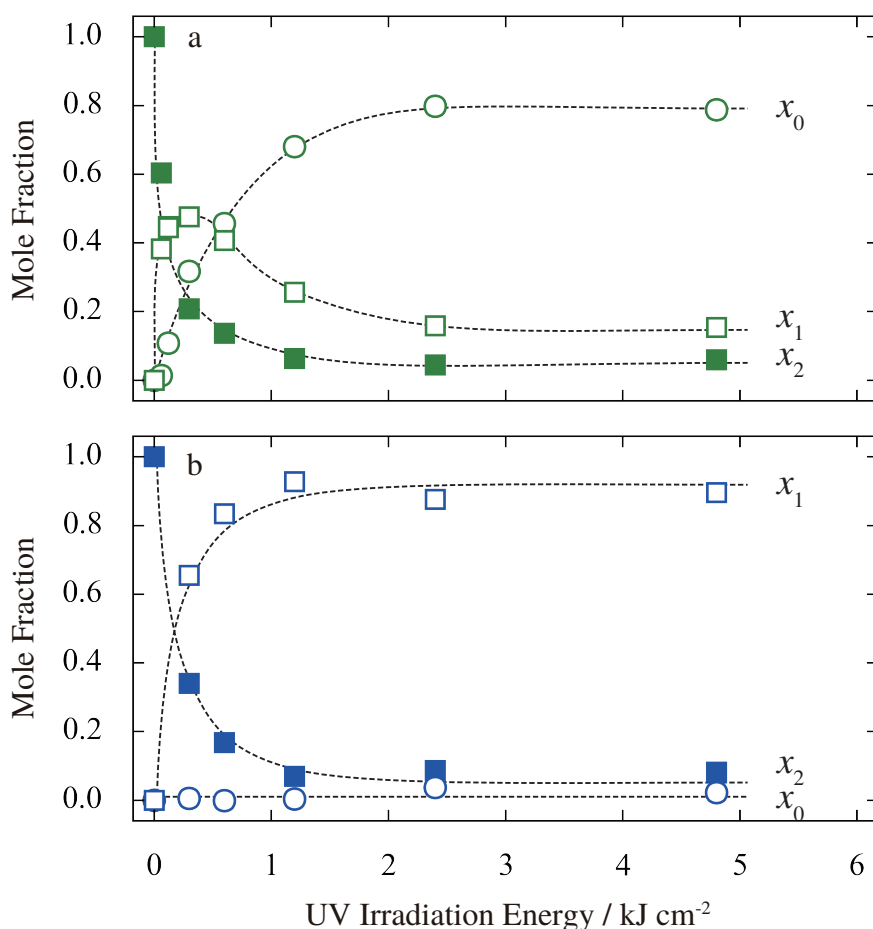 a
1.0
0.8
0.6
0.4
0.2
0.0
Mole Fraction
x₀
x₁
x₂
b
1.0
0.8
0.6
0.4
0.2
0.0
Mole Fraction
x₁
x₂
x₀
0 1 2 3 4 5 6
UV Irradiation Energy / kJ cm⁻²